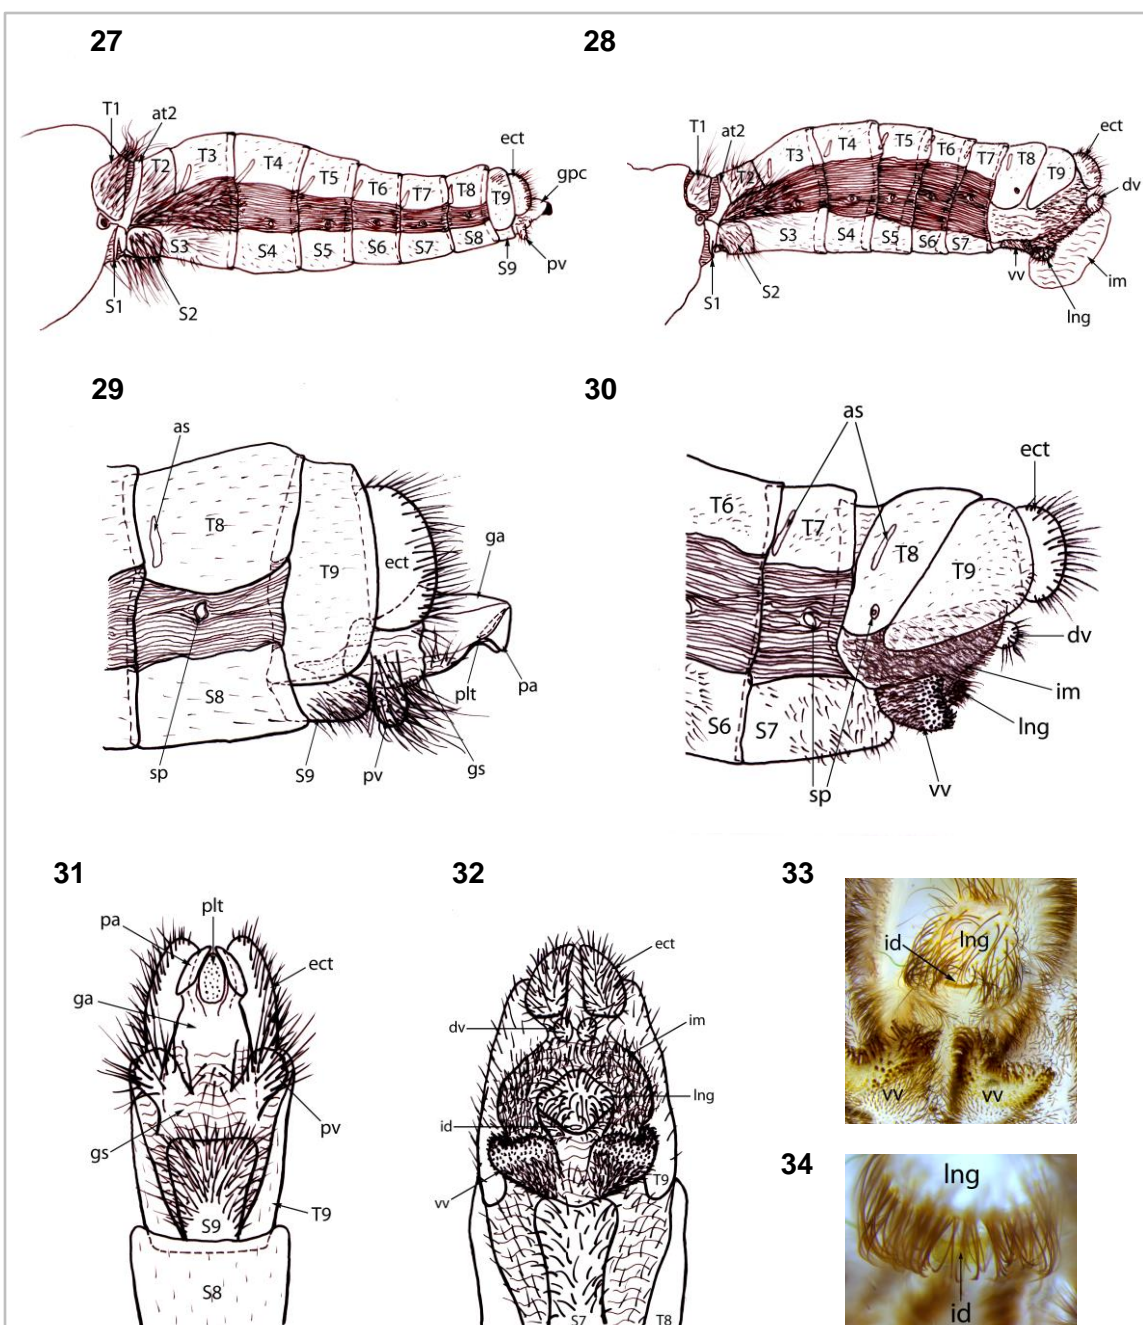 27
28
T1
at2
T2
T3
T4
T5
T6
T7
T8
T9
ect
gpc
pv
S9
S8
S7
S6
S5
S4
S3
S2
S1
T1
at2
T2
T3
T4
T5
T6
T7
T8
T9
ect
dv
im
lng
vv
S7
S6
S5
S4
S3
S2
S1
29
30
as
T8
T9
ect
ga
S8
sp
S9
pv
gs
plt
pa
as
ect
T6
T7
T8
T9
dv
im
lng
vv
sp
S7
S6
31
32
33
plt
pa
ect
ga
gs
pv
S9
T9
S8
ect
dv
im
lng
id
vv
T9
S7
T8
id
lng
vv
vv
34
lng
id